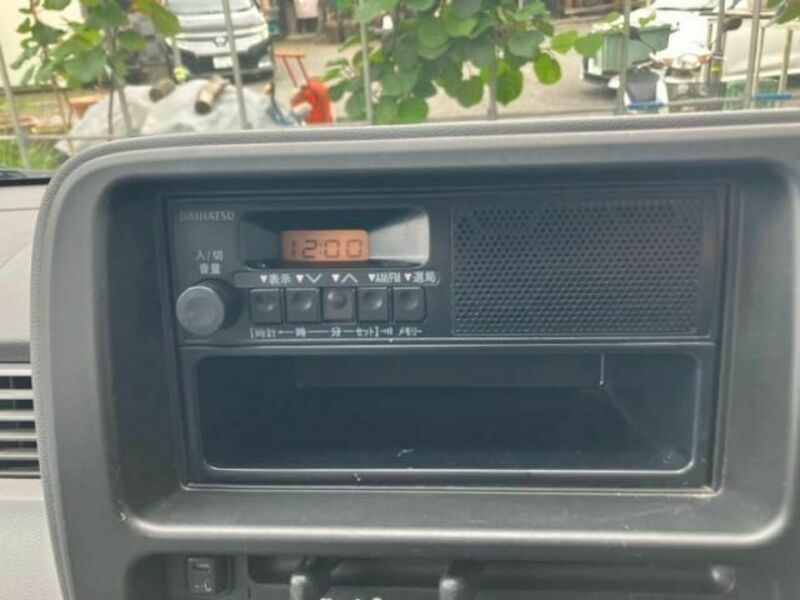 DAIHATSU
12:00
入/切
音量
▼表示 ▼∨ ▼∧ ▼AM/FM ▼選局
[時計 ← 時 分 セット] メモリー